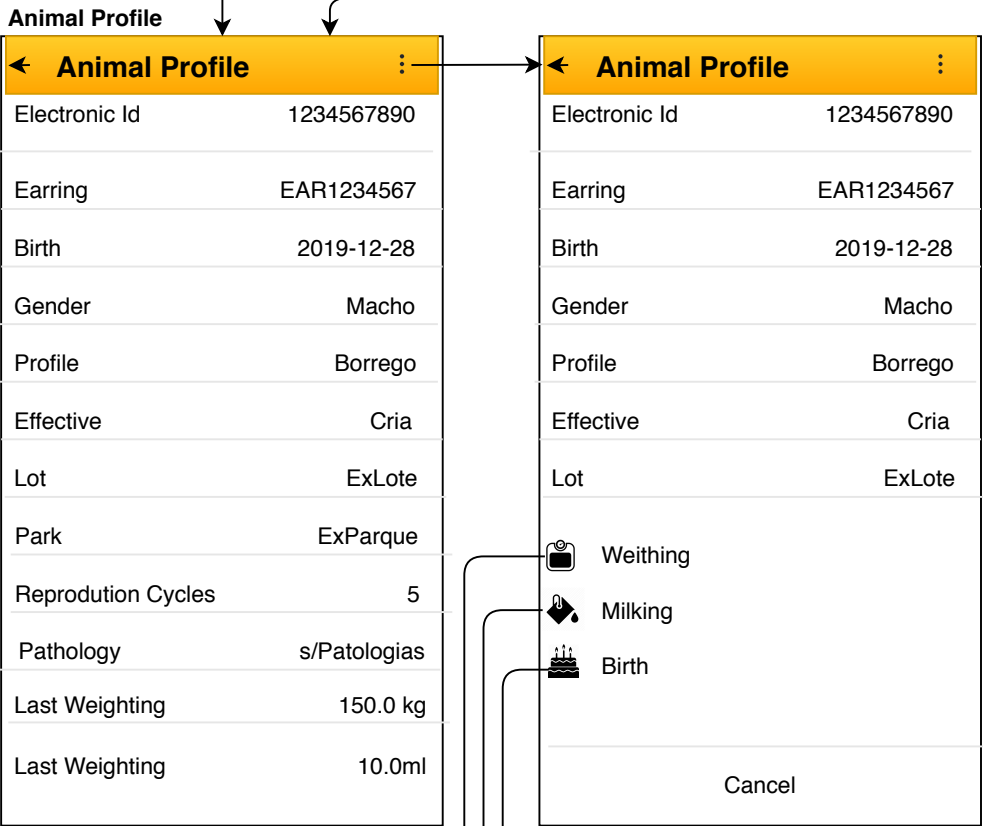 Animal Profile
Animal Profile
Electronic Id 1234567890
Earring EAR1234567
Birth 2019-12-28
Gender Macho
Profile Borrego
Effective Cria
Lot ExLote
Park ExParque
Reprodution Cycles 5
Pathology s/Patologias
Last Weighting 150.0 kg
Last Weighting 10.0ml
Animal Profile
Electronic Id 1234567890
Earring EAR1234567
Birth 2019-12-28
Gender Macho
Profile Borrego
Effective Cria
Lot ExLote
Weithing
Milking
Birth
Cancel